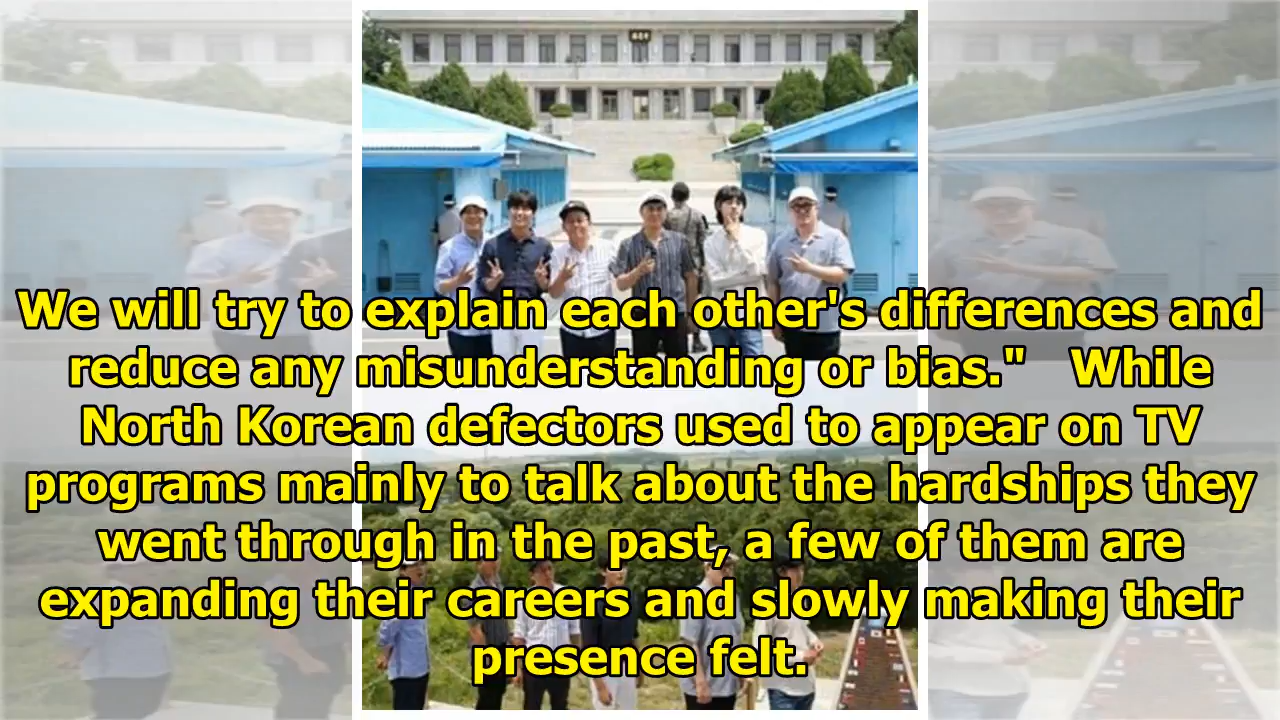 We will try to explain each other's differences and
reduce any misunderstanding or bias."   While
North Korean defectors used to appear on TV
programs mainly to talk about the hardships they
went through in the past, a few of them are
expanding their careers and slowly making their
presence felt.